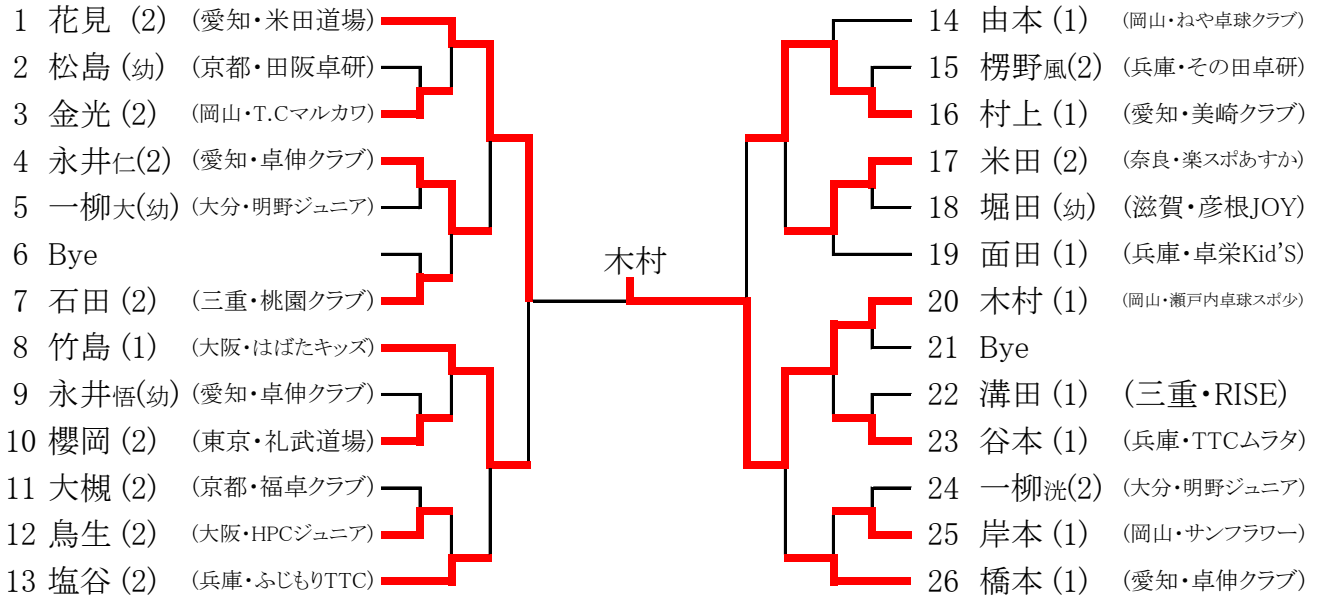 1 花見 (2) (愛知・米田道場)
2 松島 (幼) (京都・田阪卓研)
3 金光 (2) (岡山・T.Cマルカワ)
4 永井仁(2) (愛知・卓伸クラブ)
5 一柳大(幼) (大分・明野ジュニア)
6 Bye
7 石田 (2) (三重・桃園クラブ)
8 竹島 (1) (大阪・はばたキッズ)
9 永井悟(幼) (愛知・卓伸クラブ)
10 櫻岡 (2) (東京・礼武道場)
11 大槻 (2) (京都・福卓クラブ)
12 鳥生 (2) (大阪・HPCジュニア)
13 塩谷 (2) (兵庫・ふじもりTTC)
木村
14 由本 (1) (岡山・ねや卓球クラブ)
15 楞野風(2) (兵庫・その田卓研)
16 村上 (1) (愛知・美崎クラブ)
17 米田 (2) (奈良・楽スポあすか)
18 堀田 (幼) (滋賀・彦根JOY)
19 面田 (1) (兵庫・卓栄Kid'S)
20 木村 (1) (岡山・瀬戸内卓球スポ少)
21 Bye
22 溝田 (1) (三重・RISE)
23 谷本 (1) (兵庫・TTCムラタ)
24 一柳洸(2) (大分・明野ジュニア)
25 岸本 (1) (岡山・サンフラワー)
26 橋本 (1) (愛知・卓伸クラブ)